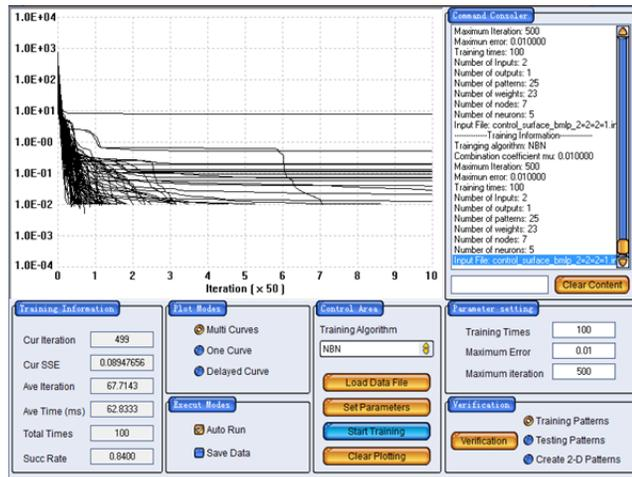 1.0E+04
1.0E+03
1.0E+02
1.0E+01
1.0E-00
1.0E-01
1.0E-02
1.0E-03
1.0E-04
0 1 2 3 4 5 6 7 8 9 10
Iteration [ x 50 ]
Command Consoler
Maximum Iteration: 500
Maximun error: 0.010000
Training times: 100
Number of Inputs: 2
Number of outputs: 1
Number of patterns: 25
Number of weights: 23
Number of nodes: 7
Number of neurons: 5
Input File: control_surface_bmlp_2=2=2=1.in
---------------Training Information---------------
Trainging algorithm: NBN
Combination coefficient mu: 0.010000
Maximum Iteration: 500
Maximun error: 0.010000
Training times: 100
Number of Inputs: 2
Number of outputs: 1
Number of patterns: 25
Number of weights: 23
Number of nodes: 7
Number of neurons: 5
Input File: control_surface_bmlp_2=2=2=1.in
Clear Content
Training Information
Cur Iteration 499
Cur SSE 0.08947656
Ave Iteration 67.7143
Ave Time (ms) 62.8333
Total Times 100
Succ Rate 0.8400
Plot Modes
Multi Curves
One Curve
Delayed Curve
Execut Modes
Auto Run
Save Data
Control Area
Training Algorithm
NBN
Load Data File
Set Parameters
Start Training
Clear Plotting
Parameter setting
Training Times 100
Maximum Error 0.01
Maximum iteration 500
Verification
Verification
Training Patterns
Testing Patterns
Create 2-D Patterns